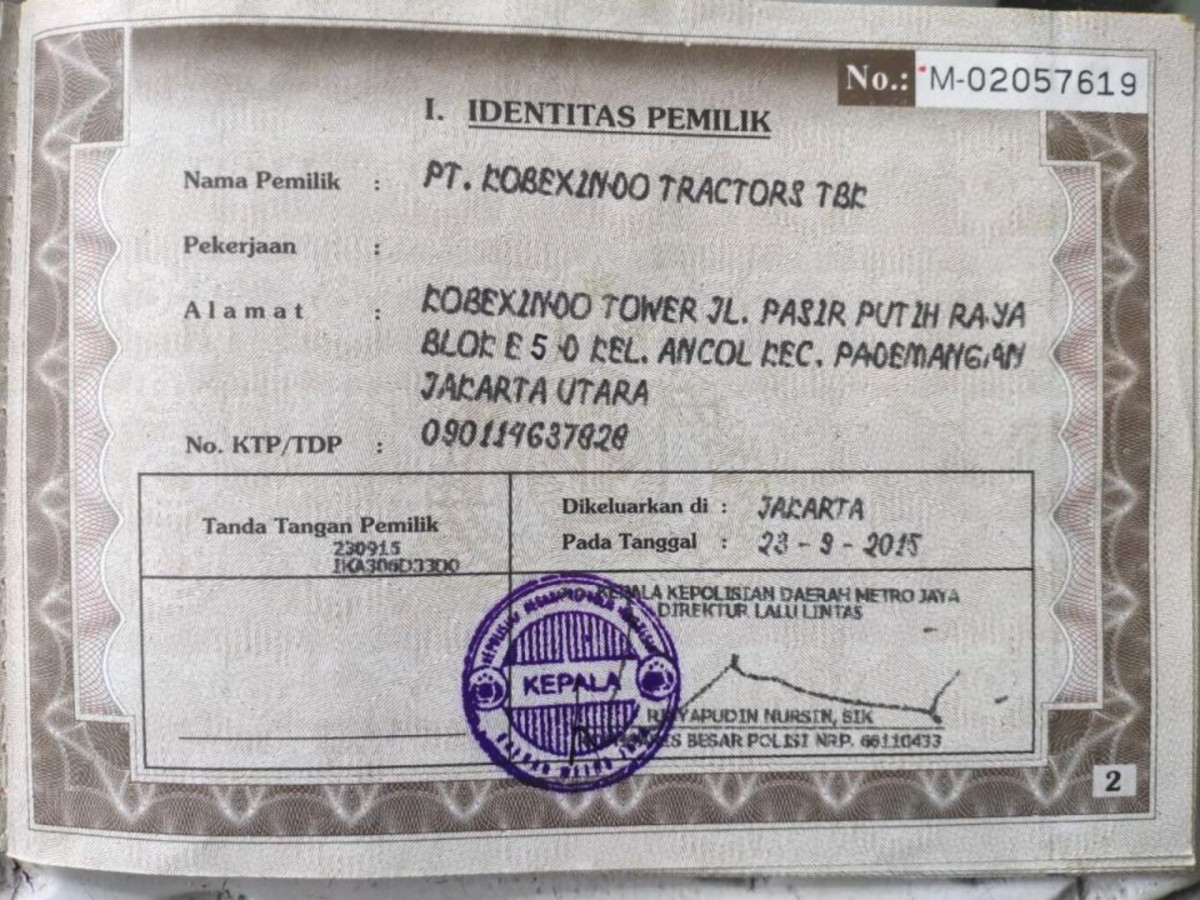 No.: M-02057619
I. IDENTITAS PEMILIK
Nama Pemilik : PT. KOBEXINDO TRACTORS TBK
Pekerjaan :
Alamat : KOBEXINDO TOWER JL. PASIR PUTIH RAYA
BLOK E 5 D KEL. ANCOL KEC. PADEMANGAN
JAKARTA UTARA
No. KTP/TDP : 090114637828
Tanda Tangan Pemilik
230915
Dikeluarkan di : JAKARTA
Pada Tanggal : 23 - 9 - 2015
KEPALA KEPOLISIAN DAERAH METRO JAYA
DIREKTUR LALU LINTAS
KEPALA
NURSIN, SIK
BESAR POLISI NRP. 66110433
2